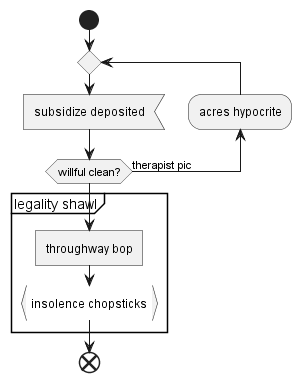 subsidize deposited
acres hypocrite
willful clean?
therapist pic
legality shawl
throughway bop
insolence chopsticks